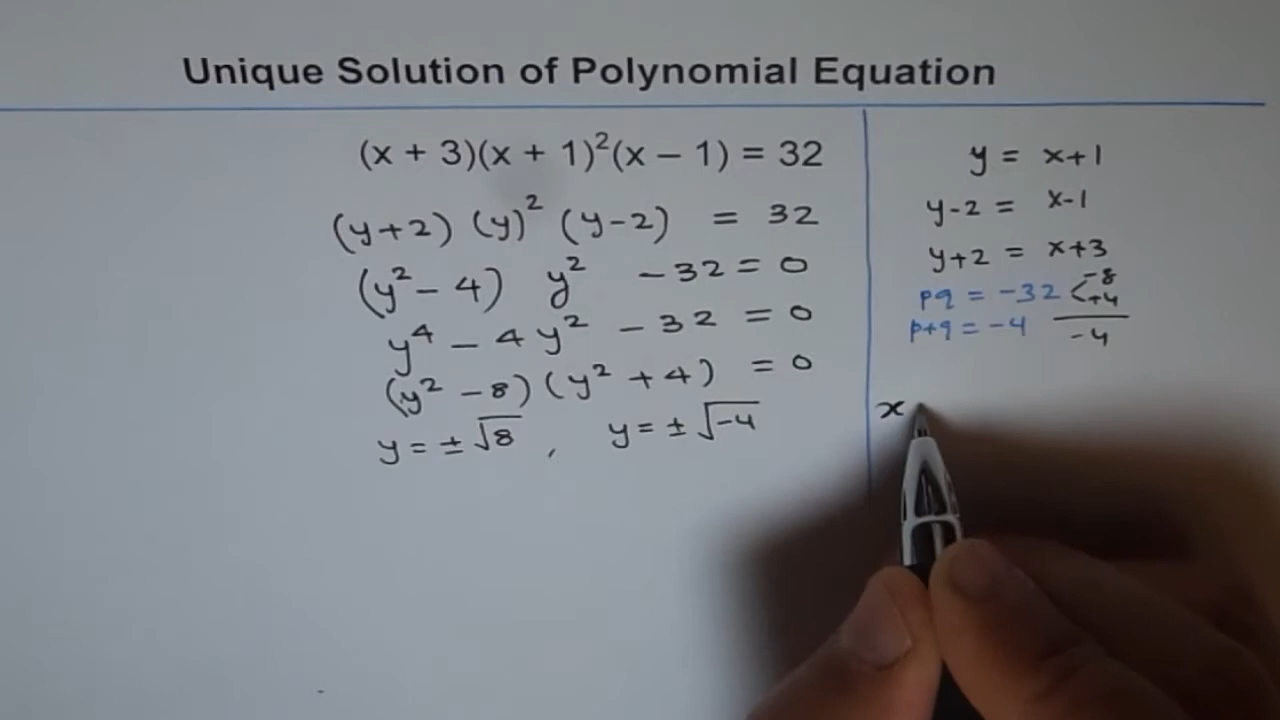 Unique Solution of Polynomial Equation
(x + 3)(x + 1)²(x − 1) = 32
(y+2) (y)² (y-2) = 32
(y² - 4) y² - 32 = 0
y⁴ - 4y² - 32 = 0
(y² - 8) (y² + 4) = 0
y = ± √8 , y = ± √-4
y = x+1
y-2 = x-1
y+2 = x+3
pq = -32 < -8
+4
p+q = -4 -4
x